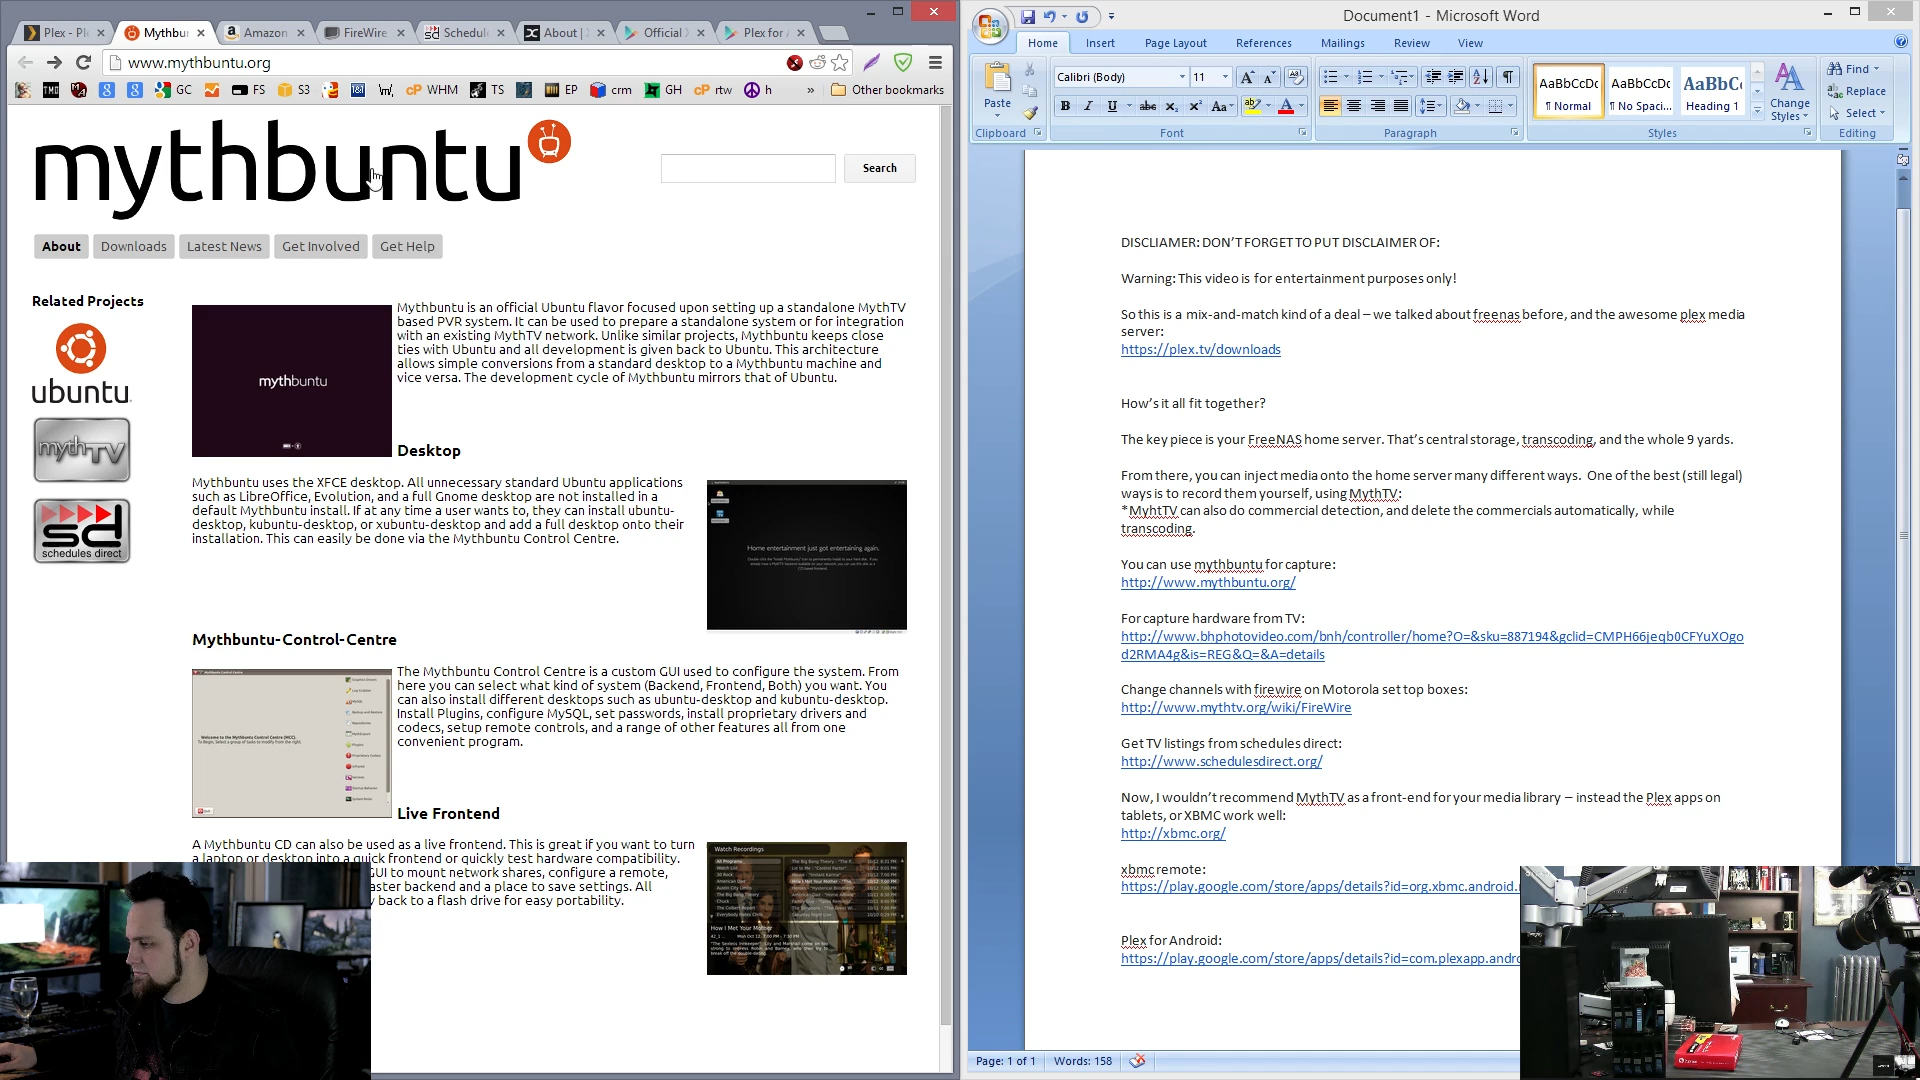 Plex - Pl
Mythbu
Amazon
FireWire
Schedul
About |
Official
Plex for
www.mythbuntu.org
GC
FS
S3
WHM
TS
EP
crm
GH
rtw
h
»
Other bookmarks
mythbuntu
Search
About
Downloads
Latest News
Get Involved
Get Help
Related Projects
ubuntu
mythTV
sd
schedules direct
mythbuntu
Mythbuntu is an official Ubuntu flavor focused upon setting up a standalone MythTV
based PVR system. It can be used to prepare a standalone system or for integration
with an existing MythTV network. Unlike similar projects, Mythbuntu keeps close
ties with Ubuntu and all development is given back to Ubuntu. This architecture
allows simple conversions from a standard desktop to a Mythbuntu machine and
vice versa. The development cycle of Mythbuntu mirrors that of Ubuntu.
Desktop
Mythbuntu uses the XFCE desktop. All unnecessary standard Ubuntu applications
such as LibreOffice, Evolution, and a full Gnome desktop are not installed in a
default Mythbuntu install. If at any time a user wants to, they can install ubuntu-
desktop, kubuntu-desktop, or xubuntu-desktop and add a full desktop onto their
installation. This can easily be done via the Mythbuntu Control Centre.
Home entertainment just got entertaining again.
Mythbuntu-Control-Centre
The Mythbuntu Control Centre is a custom GUI used to configure the system. From
here you can select what kind of system (Backend, Frontend, Both) you want. You
can also install different desktops such as ubuntu-desktop and kubuntu-desktop.
Install Plugins, configure MySQL, set passwords, install proprietary drivers and
codecs, setup remote controls, and a range of other features all from one
convenient program.
Live Frontend
A Mythbuntu CD can also be used as a live frontend. This is great if you want to turn
a laptop or desktop into a quick frontend or quickly test hardware compatibility.
GUI to mount network shares, configure a remote,
aster backend and a place to save settings. All
back to a flash drive for easy portability.
Watch Recordings
How I Met Your Mother
Document1 - Microsoft Word
Home
Insert
Page Layout
References
Mailings
Review
View
Paste
Calibri (Body)
11
AaBbCcDc
¶ Normal
AaBbCcDc
¶ No Spaci...
AaBbC
Heading 1
Change
Styles
Find
Replace
Select
Clipboard
Font
Paragraph
Styles
Editing
DISCLIAMER: DON'T FORGET TO PUT DISCLAIMER OF:
Warning: This video is for entertainment purposes only!
So this is a mix-and-match kind of a deal – we talked about freenas before, and the awesome plex media
server:
https://plex.tv/downloads
How's it all fit together?
The key piece is your FreeNAS home server. That's central storage, transcoding, and the whole 9 yards.
From there, you can inject media onto the home server many different ways. One of the best (still legal)
ways is to record them yourself, using MythTV:
*MyhtTV can also do commercial detection, and delete the commercials automatically, while
transcoding.
You can use mythbuntu for capture:
http://www.mythbuntu.org/
For capture hardware from TV:
http://www.bhphotovideo.com/bnh/controller/home?O=&sku=887194&gclid=CMPH66jeqb0CFYuXOgo
d2RMA4g&is=REG&Q=&A=details
Change channels with firewire on Motorola set top boxes:
http://www.mythtv.org/wiki/FireWire
Get TV listings from schedules direct:
http://www.schedulesdirect.org/
Now, I wouldn't recommend MythTV as a front-end for your media library – instead the Plex apps on
tablets, or XBMC work well:
http://xbmc.org/
xbmc remote:
https://play.google.com/store/apps/details?id=org.xbmc.android.
Plex for Android:
https://play.google.com/store/apps/details?id=com.plexapp.andro
Page: 1 of 1
Words: 158